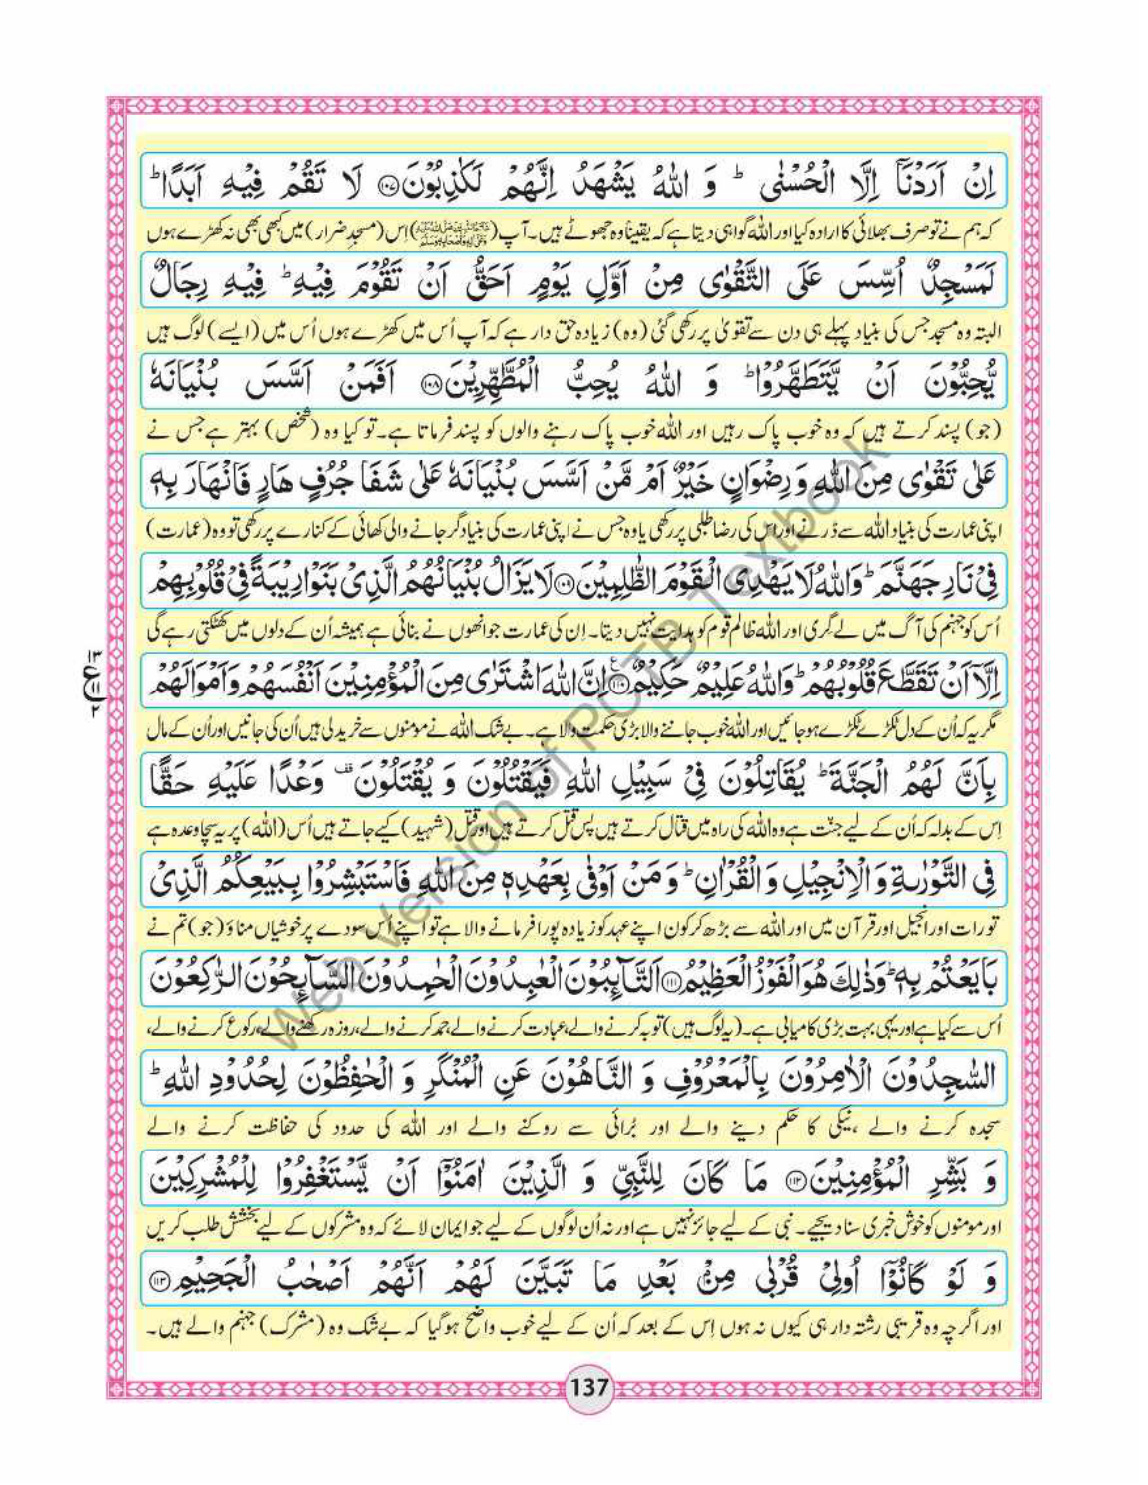 اِنْ اَرَدْنَاۤ اِلَّا الْحُسْنٰى ؕ وَ اللّٰهُ يَشْهَدُ اِنَّهُمْ لَكٰذِبُوْنَ ۝۱۰۷ لَا تَقُمْ فِيْهِ اَبَدًا ؕ
کہ ہم نے تو صرف بھلائی کا ارادہ کیا اور اللہ گواہی دیتا ہے کہ یقیناً وہ جھوٹے ہیں۔ آپ () اِس (مسجدِ ضرار) میں کبھی بھی نہ کھڑے ہوں
لَمَسْجِدٌ اُسِّسَ عَلَى التَّقْوٰى مِنْ اَوَّلِ يَوْمٍ اَحَقُّ اَنْ تَقُوْمَ فِيْهِ ؕ فِيْهِ رِجَالٌ
البتہ وہ مسجد جس کی بنیاد پہلے ہی دن سے تقویٰ پر رکھی گئی (وہ) زیادہ حق دار ہے کہ آپ اُس میں کھڑے ہوں اُس میں (ایسے) لوگ ہیں
يُّحِبُّوْنَ اَنْ يَّتَطَهَّرُوْا ؕ وَ اللّٰهُ يُحِبُّ الْمُطَّهِّرِيْنَ ۝۱۰۸ اَفَمَنْ اَسَّسَ بُنْيَانَهٗ
(جو) پسند کرتے ہیں کہ وہ خوب پاک رہیں اور اللہ خوب پاک رہنے والوں کو پسند فرماتا ہے۔ تو کیا وہ (شخص) بہتر ہے جس نے
عَلٰى تَقْوٰى مِنَ اللّٰهِ وَ رِضْوَانٍ خَيْرٌ اَمْ مَّنْ اَسَّسَ بُنْيَانَهٗ عَلٰى شَفَا جُرُفٍ هَارٍ فَانْهَارَ بِهٖ
اپنی عمارت کی بنیاد اللہ سے ڈرنے اور اس کی رضا طلبی پر رکھی یا وہ جس نے اپنی عمارت کی بنیاد گر جانے والی کھائی کے کنارے پر رکھی تو وہ (عمارت)
فِيْ نَارِ جَهَنَّمَ ؕ وَاللّٰهُ لَا يَهْدِى الْقَوْمَ الظّٰلِمِيْنَ ۝۱۰۹ لَا يَزَالُ بُنْيَانُهُمُ الَّذِيْ بَنَوْا رِيْبَةً فِيْ قُلُوْبِهِمْ
اُس کو جہنم کی آگ میں لے گری اور اللہ ظالم قوم کو ہدایت نہیں دیتا۔ اِن کی عمارت جو انھوں نے بنائی ہے ہمیشہ اُن کے دلوں میں کھٹکتی رہے گی
اِلَّاۤ اَنْ تَقَطَّعَ قُلُوْبُهُمْ ؕ وَاللّٰهُ عَلِيْمٌ حَكِيْمٌ ۝۱۱۰ اِنَّ اللّٰهَ اشْتَرٰى مِنَ الْمُؤْمِنِيْنَ اَنْفُسَهُمْ وَ اَمْوَالَهُمْ
مگر یہ کہ اُن کے دل ٹکڑے ٹکڑے ہو جائیں اور اللہ خوب جاننے والا بڑی حکمت والا ہے۔ بے شک اللہ نے مومنوں سے خرید لی ہیں اُن کی جانیں اور اُن کے مال
بِاَنَّ لَهُمُ الْجَنَّةَ ؕ يُقَاتِلُوْنَ فِيْ سَبِيْلِ اللّٰهِ فَيَقْتُلُوْنَ وَ يُقْتَلُوْنَ ۫ وَعْدًا عَلَيْهِ حَقًّا
اِس کے بدلہ کہ اُن کے لیے جنّت ہے وہ اللہ کی راہ میں قتال کرتے ہیں پس قتل کرتے ہیں اور قتل (شہید) کیے جاتے ہیں اُس (اللہ) پر یہ سچا وعدہ ہے
فِى التَّوْرٰىةِ وَ الْاِنْجِيْلِ وَ الْقُرْاٰنِ ؕ وَ مَنْ اَوْفٰى بِعَهْدِهٖ مِنَ اللّٰهِ فَاسْتَبْشِرُوْا بِبَيْعِكُمُ الَّذِيْ
تورات اور انجیل اور قرآن میں اور اللہ سے بڑھ کر کون اپنے عہد کو زیادہ پورا فرمانے والا ہے تو اپنے اُس سودے پر خوشیاں مناؤ (جو) تم نے
بَايَعْتُمْ بِهٖ ؕ وَذٰلِكَ هُوَ الْفَوْزُ الْعَظِيْمُ ۝۱۱۱ اَلتَّآئِبُوْنَ الْعٰبِدُوْنَ الْحٰمِدُوْنَ السَّآئِحُوْنَ الرّٰكِعُوْنَ
اُس سے کیا ہے اور یہی بہت بڑی کامیابی ہے۔ (یہ لوگ ہیں) توبہ کرنے والے، عبادت کرنے والے، حمد کرنے والے، روزہ رکھنے والے، رکوع کرنے والے،
السّٰجِدُوْنَ الْاٰمِرُوْنَ بِالْمَعْرُوْفِ وَ النَّاهُوْنَ عَنِ الْمُنْكَرِ وَ الْحٰفِظُوْنَ لِحُدُوْدِ اللّٰهِ ؕ
سجدہ کرنے والے، نیکی کا حکم دینے والے اور بُرائی سے روکنے والے اور اللہ کی حدود کی حفاظت کرنے والے
وَ بَشِّرِ الْمُؤْمِنِيْنَ ۝۱۱۲ مَا كَانَ لِلنَّبِيِّ وَ الَّذِيْنَ اٰمَنُوْۤا اَنْ يَّسْتَغْفِرُوْا لِلْمُشْرِكِيْنَ
اور مومنوں کو خوش خبری سنا دیجیے۔ نبی کے لیے جائز نہیں ہے اور نہ اُن لوگوں کے لیے جو ایمان لائے کہ وہ مشرکوں کے لیے بخشش طلب کریں
وَ لَوْ كَانُوْۤا اُولِيْ قُرْبٰى مِنْۢ بَعْدِ مَا تَبَيَّنَ لَهُمْ اَنَّهُمْ اَصْحٰبُ الْجَحِيْمِ ۝۱۱۳
اور اگرچہ وہ قریبی رشتہ دار ہی کیوں نہ ہوں اِس کے بعد کہ اُن کے لیے خوب واضح ہو گیا کہ بے شک وہ (مشرک) جہنم والے ہیں۔
۱۳
ع
۱۱
۲
137
Web Version of PCTB Textbook